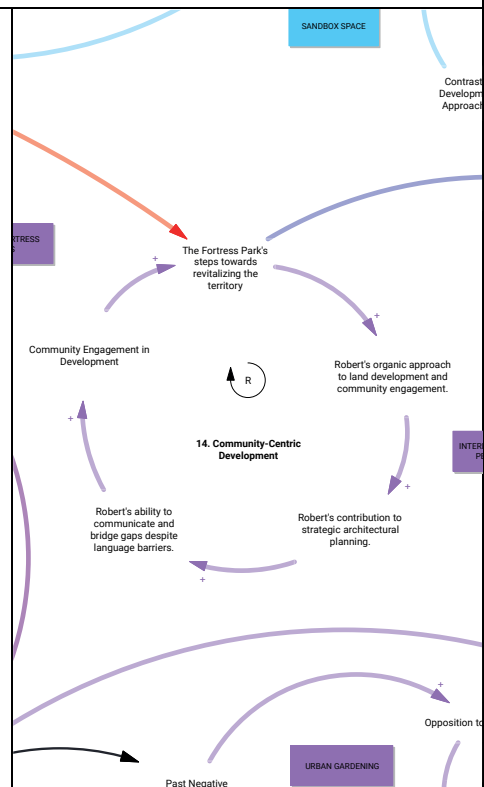 SANDBOX SPACE
Contrast
Developm
Approach
RTRESS
S
The Fortress Park's
steps towards
revitalizing the
territory
+
+
Community Engagement in
Development
Robert's organic approach
to land development and
community engagement.
R
+
14. Community-Centric
Development
INTER
PR
+
Robert's ability to
communicate and
bridge gaps despite
language barriers.
Robert's contribution to
strategic architectural
planning.
+
+
Opposition to
URBAN GARDENING
Past Negative